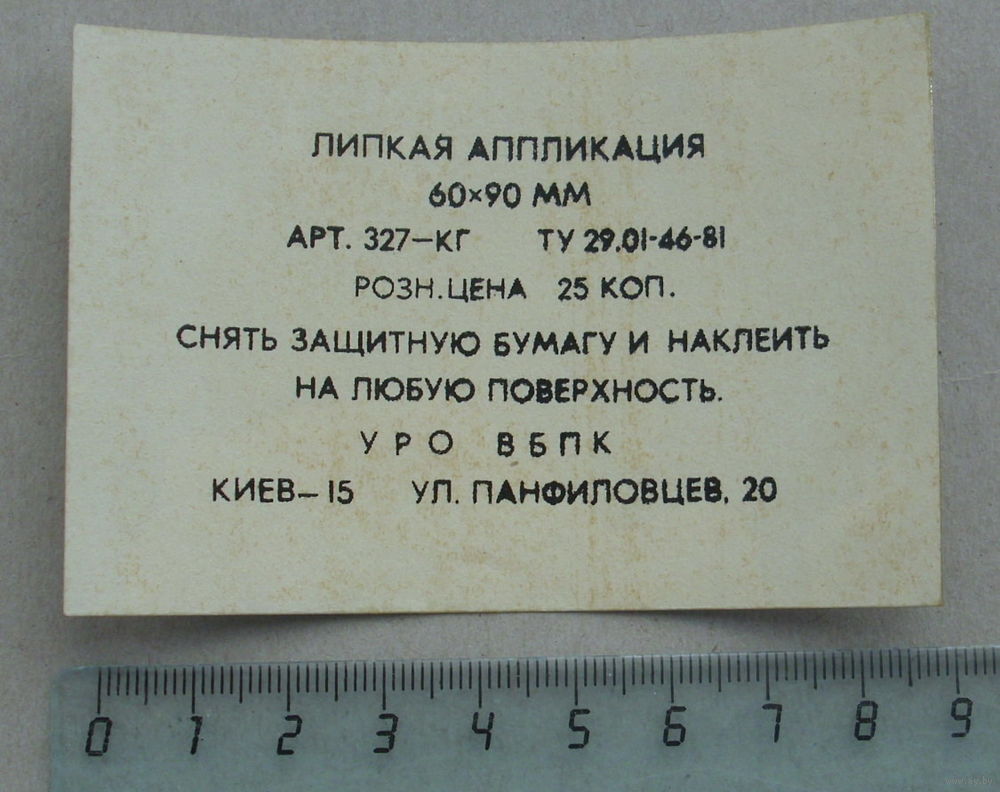 ЛИПКАЯ АППЛИКАЦИЯ
60×90 ММ
АРТ. 327–КГ ТУ 29.01-46-81
РОЗН.ЦЕНА 25 КОП.
СНЯТЬ ЗАЩИТНУЮ БУМАГУ И НАКЛЕИТЬ
НА ЛЮБУЮ ПОВЕРХНОСТЬ.
УРО ВБПК
КИЕВ–15 УЛ. ПАНФИЛОВЦЕВ, 20
0 1 2 3 4 5 6 7 8 9